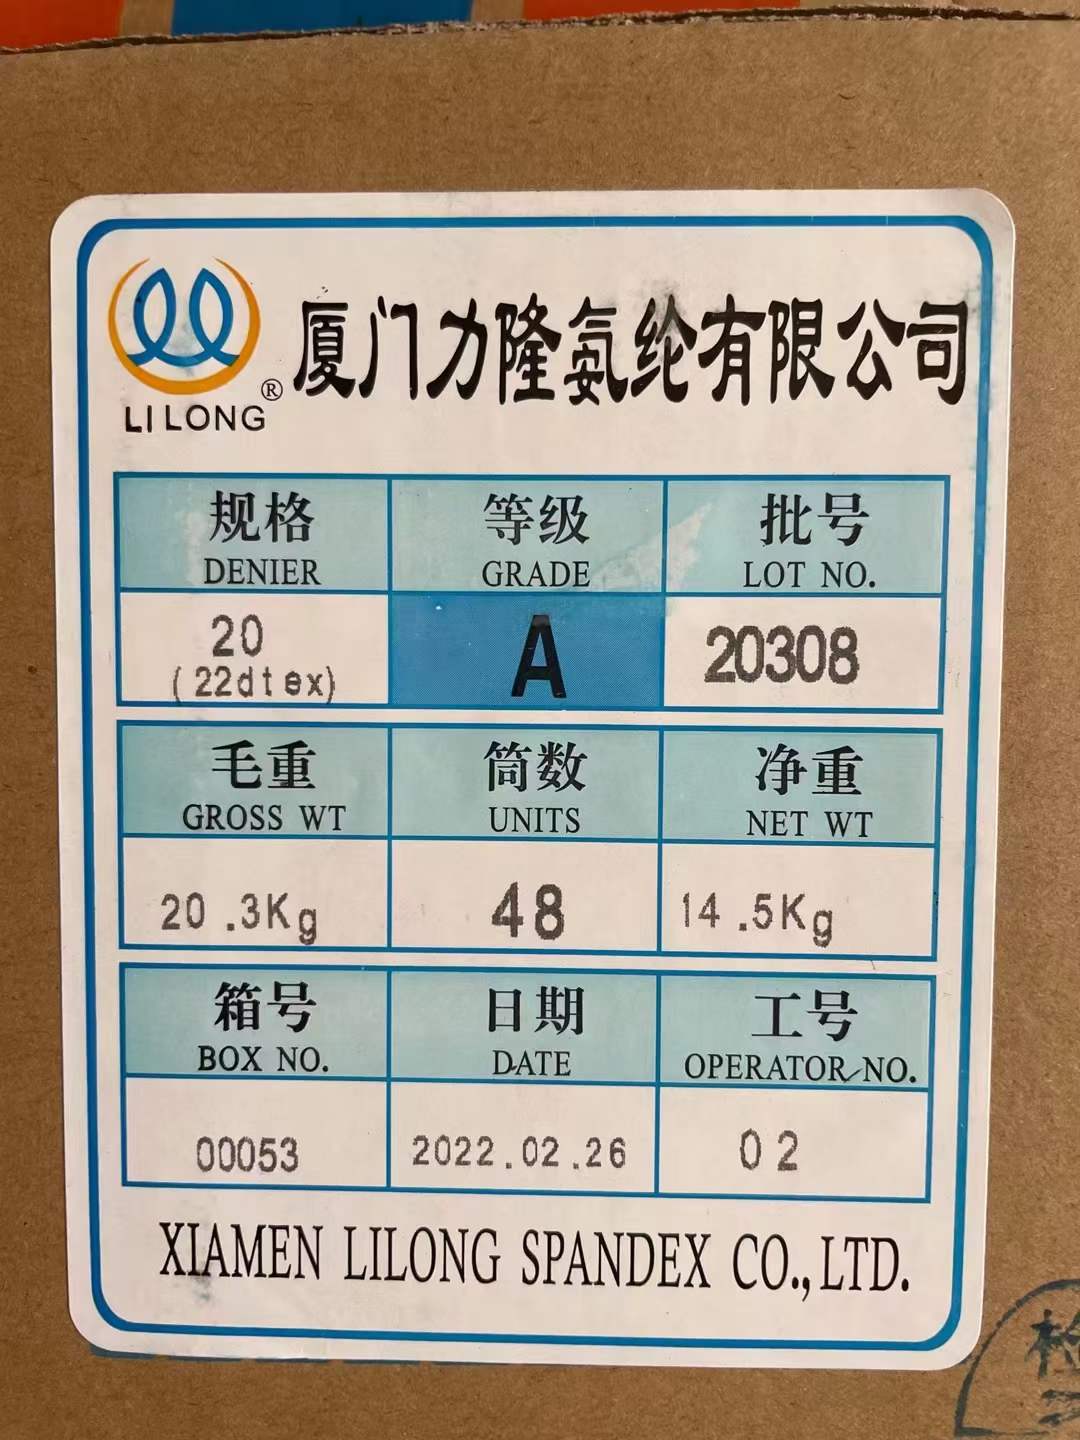 厦门力隆氨纶有限公司
®
LI LONG
规格 等级 批号
DENIER GRADE LOT NO.
20 A 20308
(22dtex)
毛重 筒数 净重
GROSS WT UNITS NET WT
20.3Kg 48 14.5Kg
箱号 日期 工号
BOX NO. DATE OPERATOR NO.
00053 2022.02.26 02
XIAMEN LILONG SPANDEX CO.,LTD.